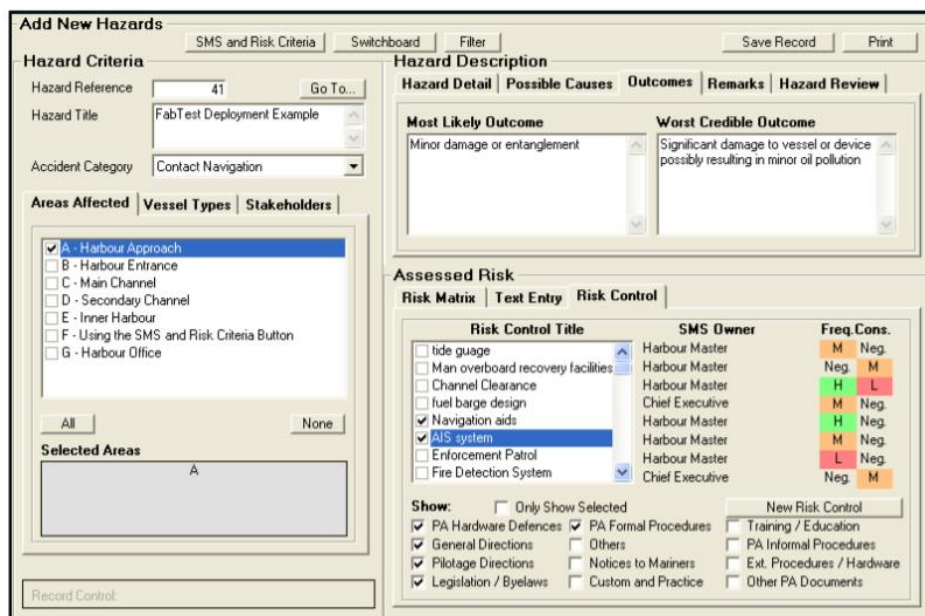 Add New Hazards
SMS and Risk Criteria Switchboard Filter Save Record Print
Hazard Criteria
Hazard Reference 41 Go To...
Hazard Title FabTest Deployment Example
Accident Category Contact Navigation
Areas Affected Vessel Types Stakeholders
A - Harbour Approach
B - Harbour Entrance
C - Main Channel
D - Secondary Channel
E - Inner Harbour
F - Using the SMS and Risk Criteria Button
G - Harbour Office
All None
Selected Areas
A
Record Control:
Hazard Description
Hazard Detail Possible Causes Outcomes Remarks Hazard Review
Most Likely Outcome
Minor damage or entanglement
Worst Credible Outcome
Significant damage to vessel or device
possibly resulting in minor oil pollution
Assessed Risk
Risk Matrix Text Entry Risk Control
Risk Control Title SMS Owner Freq. Cons.
tide guage Harbour Master M Neg.
Man overboard recovery facilities Harbour Master Neg. M
Channel Clearance Harbour Master H L
fuel barge design Chief Executive M Neg.
Navigation aids Harbour Master H Neg.
AIS system Harbour Master M Neg.
Enforcement Patrol Harbour Master L Neg.
Fire Detection System Chief Executive Neg. M
Show: Only Show Selected New Risk Control
PA Hardware Defences PA Formal Procedures Training / Education
General Directions Others PA Informal Procedures
Pilotage Directions Notices to Mariners Ext. Procedures / Hardware
Legislation / Byelaws Custom and Practice Other PA Documents